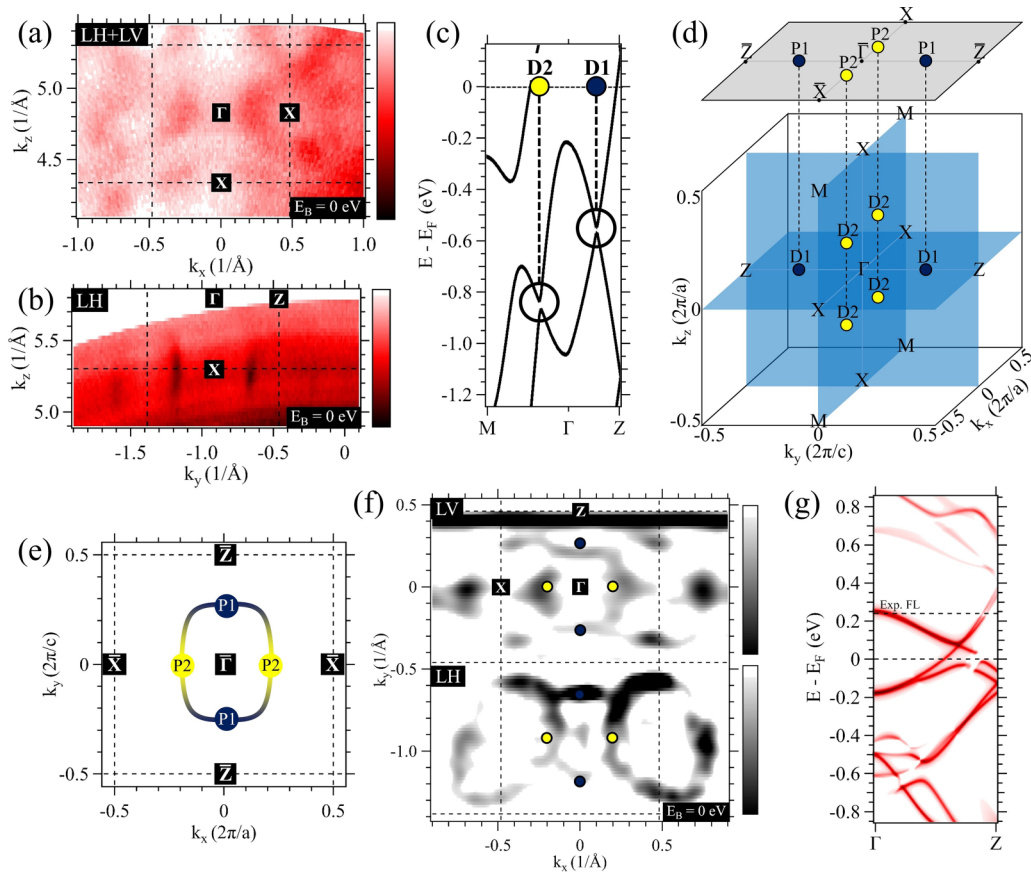 (a)
LH+LV
Γ
X
X
E_B = 0 eV
5.0
4.5
k_z (1/Å)
-1.0
-0.5
0
0.5
1.0
k_x (1/Å)
(b)
LH
Γ
Z
X
E_B = 0 eV
5.5
5.0
k_z (1/Å)
-1.5
-1.0
-0.5
0
k_y (1/Å)
(c)
D2
D1
0
-0.2
-0.4
-0.6
-0.8
-1.0
-1.2
E - E_F (eV)
M
Γ
Z
(d)
X
Z̅
P1
P2
Γ̅
P1
Z̅
P2
X̅
M
X
M
D2
X
D2
Z
D1
Γ
D1
Z
D2
X
D2
M
X
M
0.5
0
-0.5
k_z (2π/a)
-0.5
0
0.5
k_y (2π/c)
-0.5
0
0.5
k_x (2π/a)
(e)
Z̅
P1
X̅
P2
Γ̅
P2
X̅
P1
Z̅
0.5
0
-0.5
k_y (2π/c)
-0.5
0
0.5
k_x (2π/a)
(f)
LV
Z
X
Γ
LH
E_B = 0 eV
0.5
0
-0.5
-1.0
k_y (1/Å)
-0.5
0
0.5
k_x (1/Å)
(g)
Exp. FL
0.8
0.6
0.4
0.2
0
-0.2
-0.4
-0.6
-0.8
E - E_F (eV)
Γ
Z